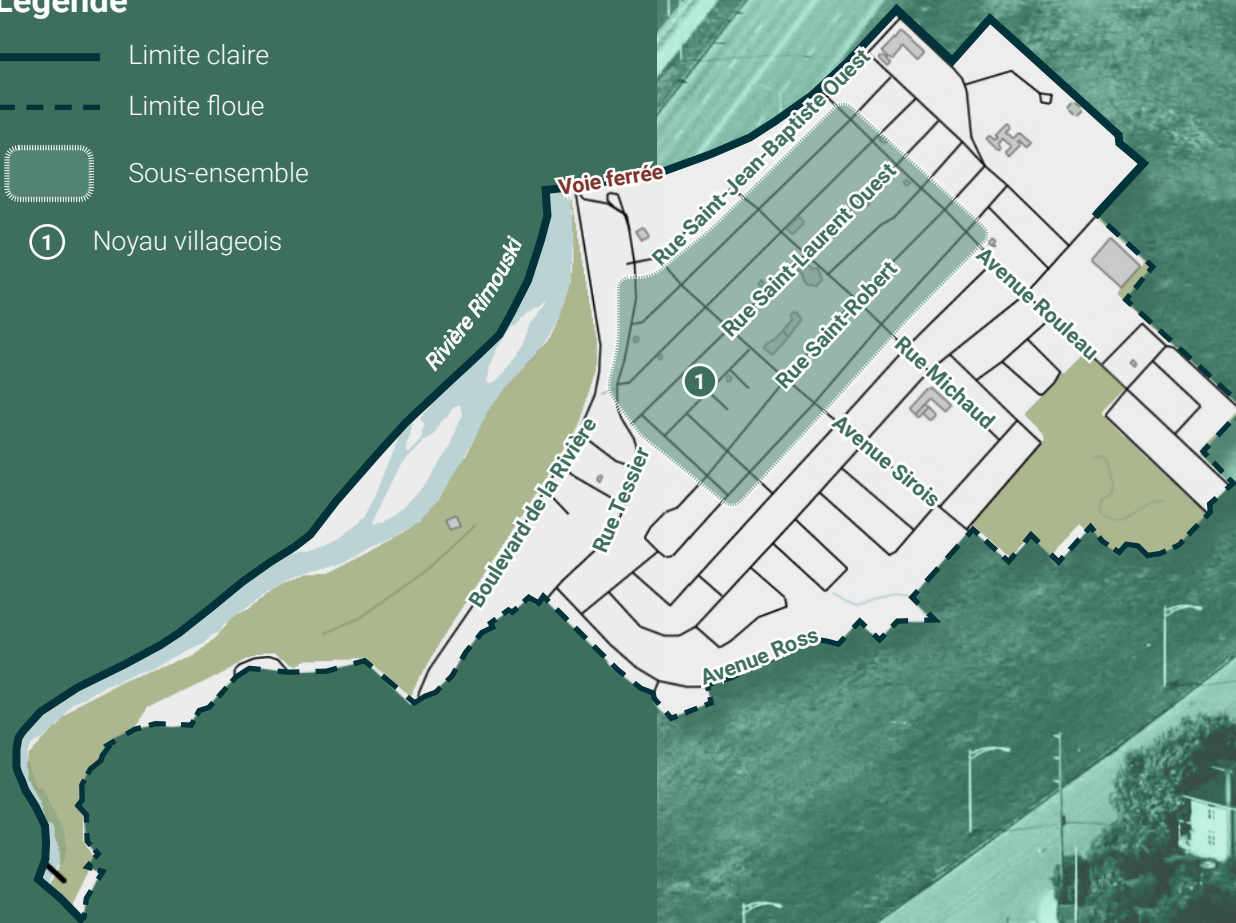 Légende
Limite claire
Limite floue
Sous-ensemble
1 Noyau villageois
Voie ferrée
Rivière Rimouski
Rue Saint-Jean-Baptiste Ouest
Rue Saint-Laurent Ouest
Rue Saint-Robert
Avenue Rouleau
Rue Michaud
Avenue Sirois
1
Boulevard de la Rivière
Rue Tessier
Avenue Ross